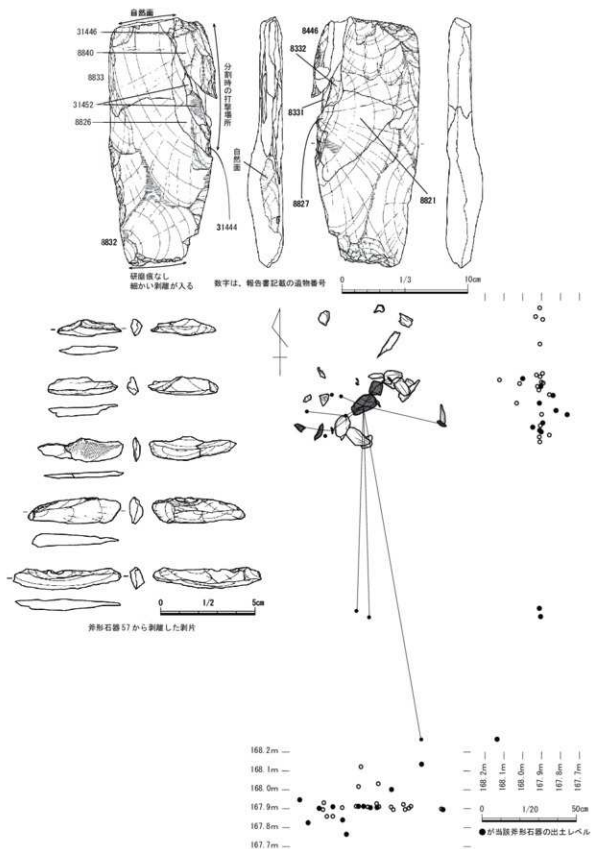 自然面
31446
8840
8833
31452
8826
分割時の打撃場所
自然面
31444
8832
研磨痕なし
細かい剥離が入る
8446
8332
8331
8827
8821
数字は、報告書記載の遺物番号
0 1/3 10cm
0 1/2 5cm
斧形石器57から剥離した剥片
168.2m
168.1m
168.0m
167.9m
167.8m
167.7m
168.2m
168.1m
168.0m
167.9m
167.8m
167.7m
0 1/20 50cm
●が当該斧形石器の出土レベル